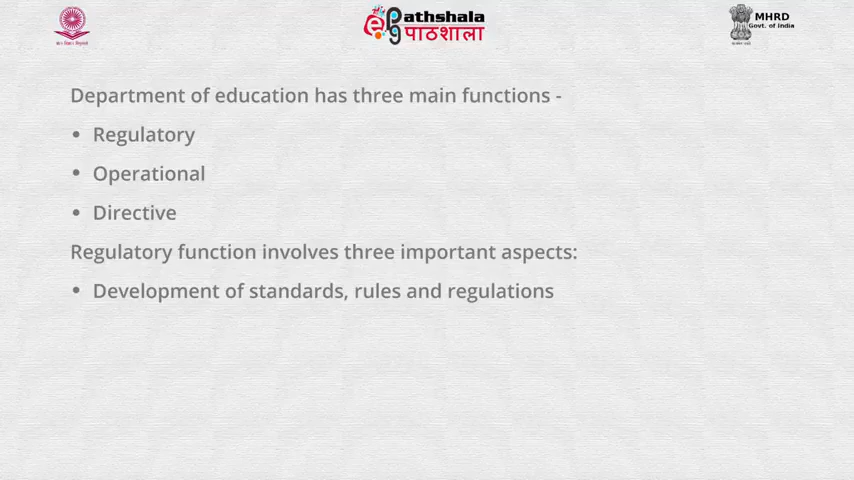 ePathshala
पाठशाला
MHRD
Govt. of India
Department of education has three main functions -
• Regulatory
• Operational
• Directive
Regulatory function involves three important aspects:
• Development of standards, rules and regulations